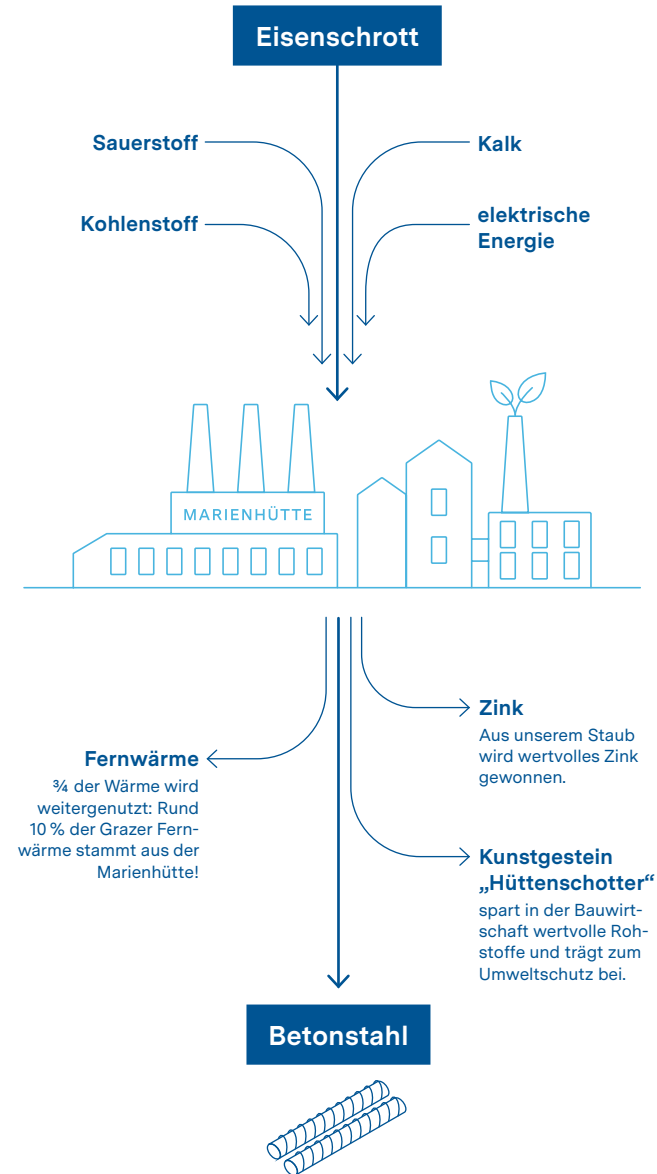 Eisenschrott
Sauerstoff
Kalk
Kohlenstoff
elektrische
Energie
MARIENHÜTTE
Zink
Aus unserem Staub
wird wertvolles Zink
gewonnen.
Fernwärme
¾ der Wärme wird
weitergenutzt: Rund
10 % der Grazer Fern-
wärme stammt aus der
Marienhütte!
Kunstgestein
„Hüttenschotter“
spart in der Bauwirt-
schaft wertvolle Roh-
stoffe und trägt zum
Umweltschutz bei.
Betonstahl